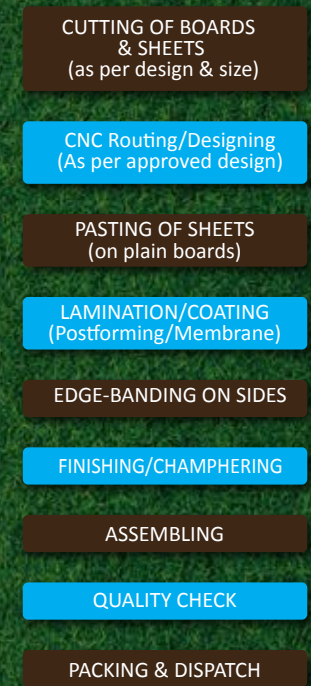 CUTTING OF BOARDS
& SHEETS
(as per design & size)
CNC Routing/Designing
(As per approved design)
PASTING OF SHEETS
(on plain boards)
LAMINATION/COATING
(Postforming/Membrane)
EDGE-BANDING ON SIDES
FINISHING/CHAMPHERING
ASSEMBLING
QUALITY CHECK
PACKING & DISPATCH